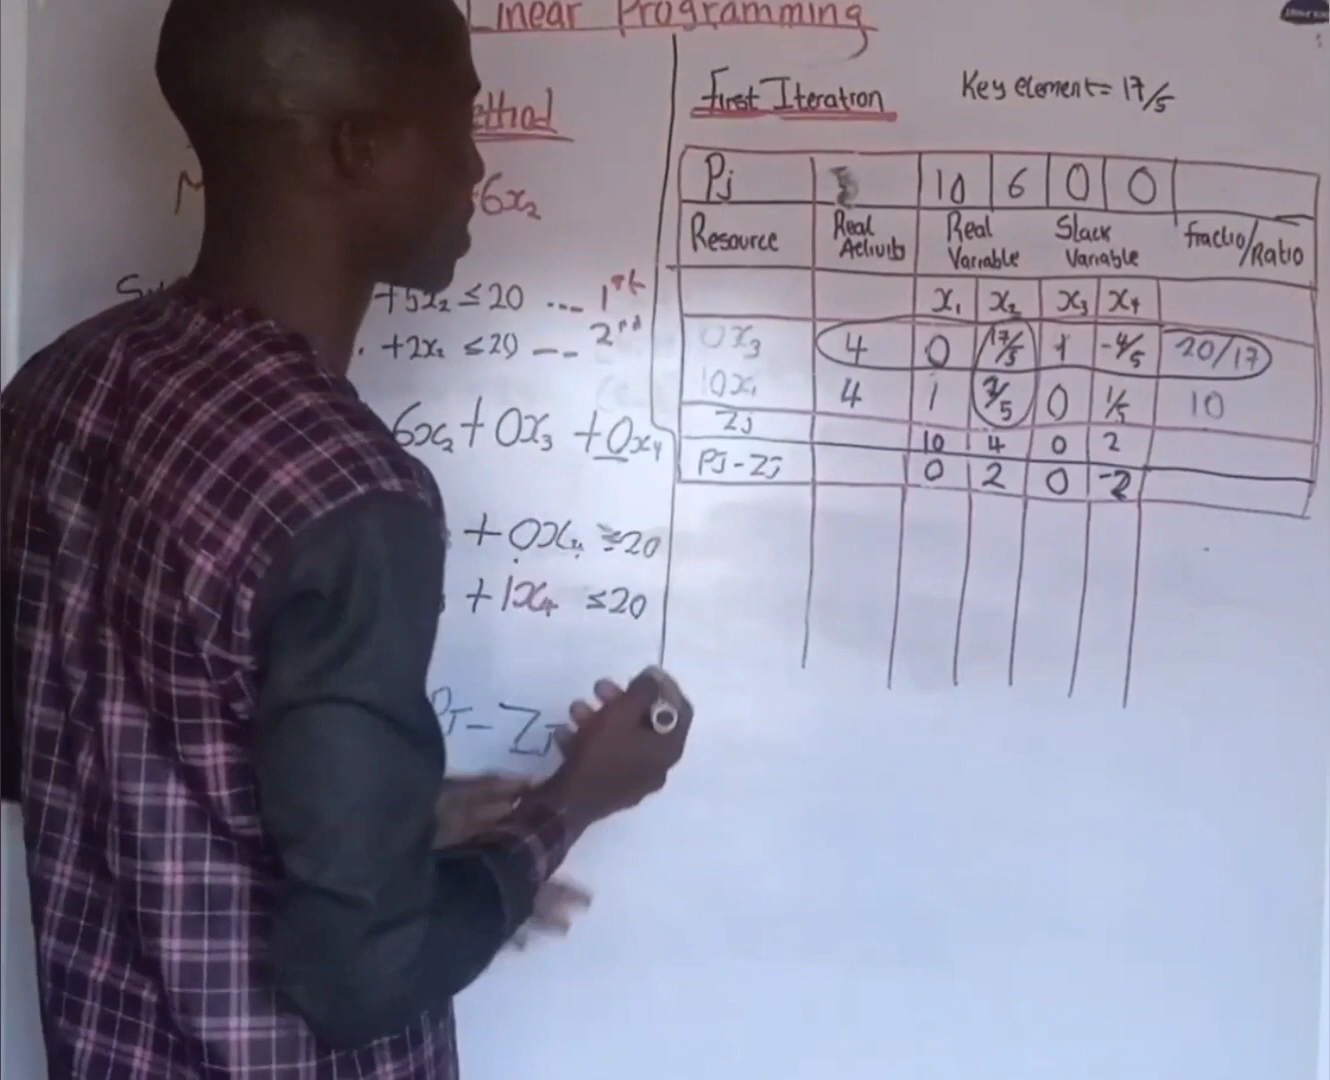 Linear Programming
ethod
6x2
+5x2 ≤ 20 --- 1st
+2x2 ≤ 20 -- 2nd
6x2 + 0x3 + 0x4
+ 0x4 ≥ 20
+ 1x4 ≤ 20
PJ - ZJ
First Iteration
Key element = 17/5
Pj 10 6 0 0
Resource Real Activity Real Variable Slack Variable fractio/Ratio
x1 x2 x3 x4
0x3 4 0 17/5 1 -4/5 20/17
10x1 4 1 2/5 0 1/5 10
ZJ 10 4 0 2
PJ-ZJ 0 2 0 -2